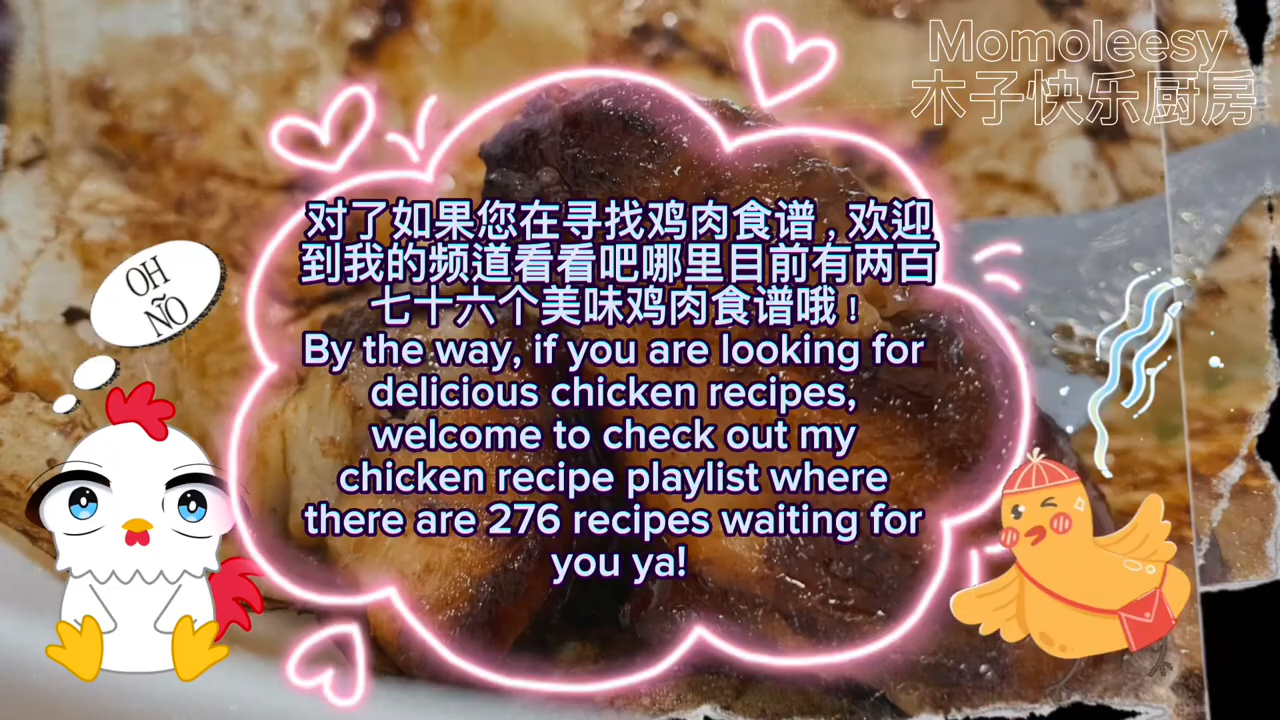 Momoleesy
木子快乐厨房
对了如果您在寻找鸡肉食谱,欢迎
到我的频道看看吧哪里目前有两百
七十六个美味鸡肉食谱哦!
By the way, if you are looking for
delicious chicken recipes,
welcome to check out my
chicken recipe playlist where
there are 276 recipes waiting for
you ya!
OH
NÕ